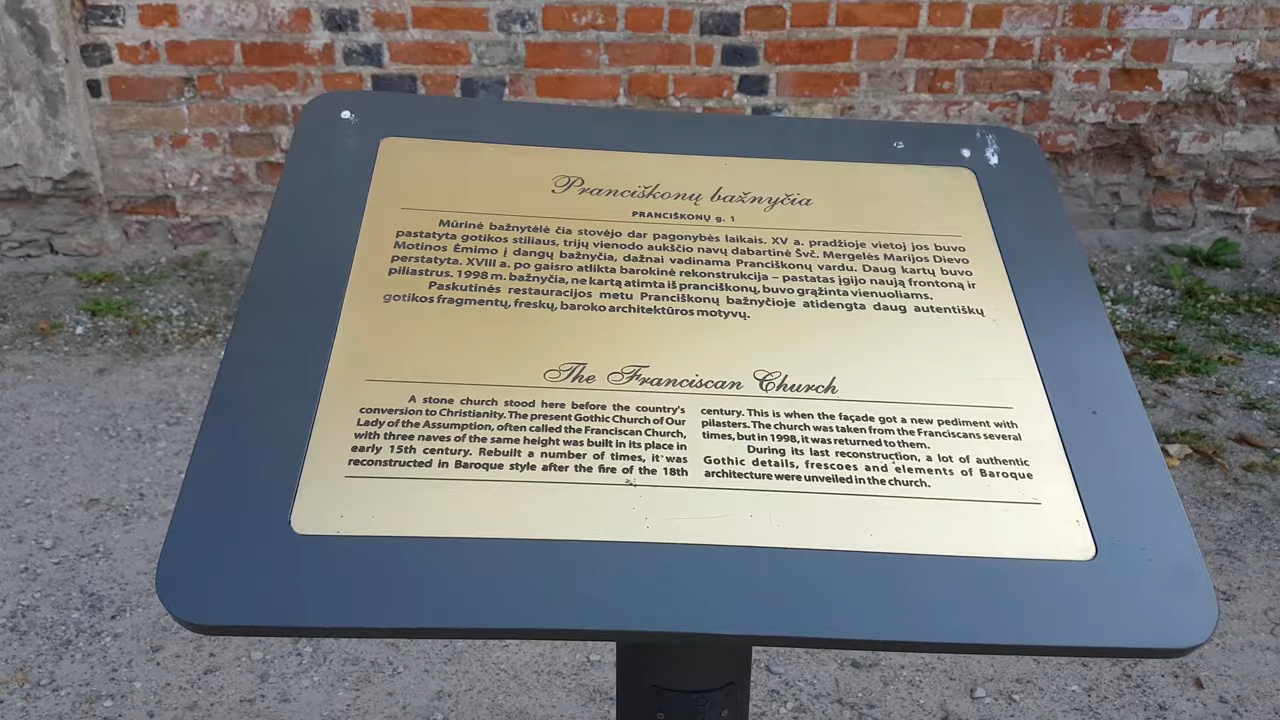 Pranciškonų bažnyčia
PRANCIŠKONŲ g. 1
Mūrinė bažnytėlė čia stovėjo dar pagonybės laikais. XV a. pradžioje vietoj jos buvo
pastatyta gotikos stiliaus, trijų vienodo aukščio navų dabartinė Švč. Mergelės Marijos Dievo
Motinos Ėmimo į dangų bažnyčia, dažnai vadinama Pranciškonų vardu. Daug kartų buvo
perstatyta. XVIII a. po gaisro atlikta barokinė rekonstrukcija – pastatas įgijo naują frontoną ir
piliastrus. 1998 m. bažnyčia, ne kartą atimta iš pranciškonų, buvo grąžinta vienuoliams.
Paskutinės restauracijos metu Pranciškonų bažnyčioje atidengta daug autentiškų
gotikos fragmentų, freskų, baroko architektūros motyvų.
The Franciscan Church
A stone church stood here before the country's
conversion to Christianity. The present Gothic Church of Our
Lady of the Assumption, often called the Franciscan Church,
with three naves of the same height was built in its place in
early 15th century. Rebuilt a number of times, it was
reconstructed in Baroque style after the fire of the 18th
century. This is when the façade got a new pediment with
pilasters. The church was taken from the Franciscans several
times, but in 1998, it was returned to them.
During its last reconstruction, a lot of authentic
Gothic details, frescoes and elements of Baroque
architecture were unveiled in the church.